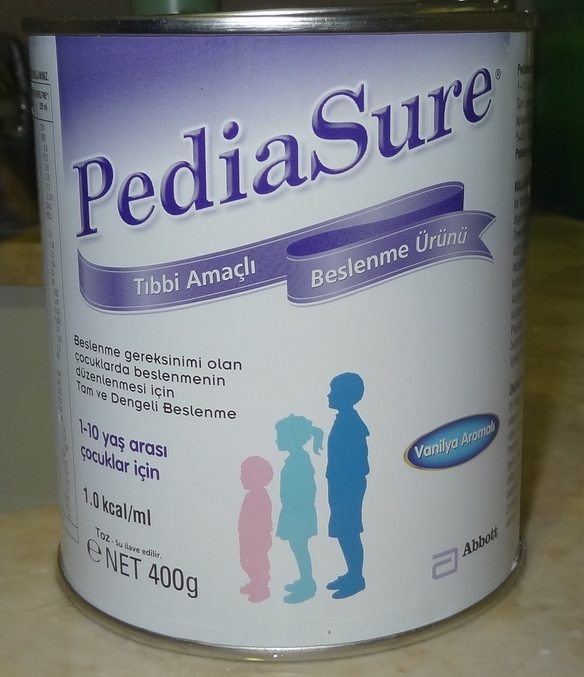 PediaSure®
Tıbbi Amaçlı Beslenme Ürünü
Beslenme gereksinimi olan
çocuklarda beslenmenin
düzenlenmesi için
Tam ve Dengeli Beslenme
1-10 yaş arası
çocuklar için
Vanilya Aromalı
1.0 kcal/ml
Toz - Su ilave edilir.
e NET 400g
Abbott